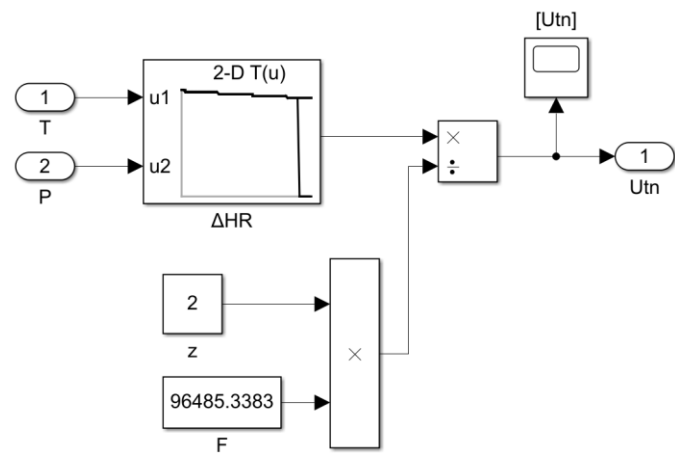 [Utn]
2-D T(u)
1
u1
T
2
u2
P
ΔHR
×
÷
1
Utn
2
z
×
96485.3383
F